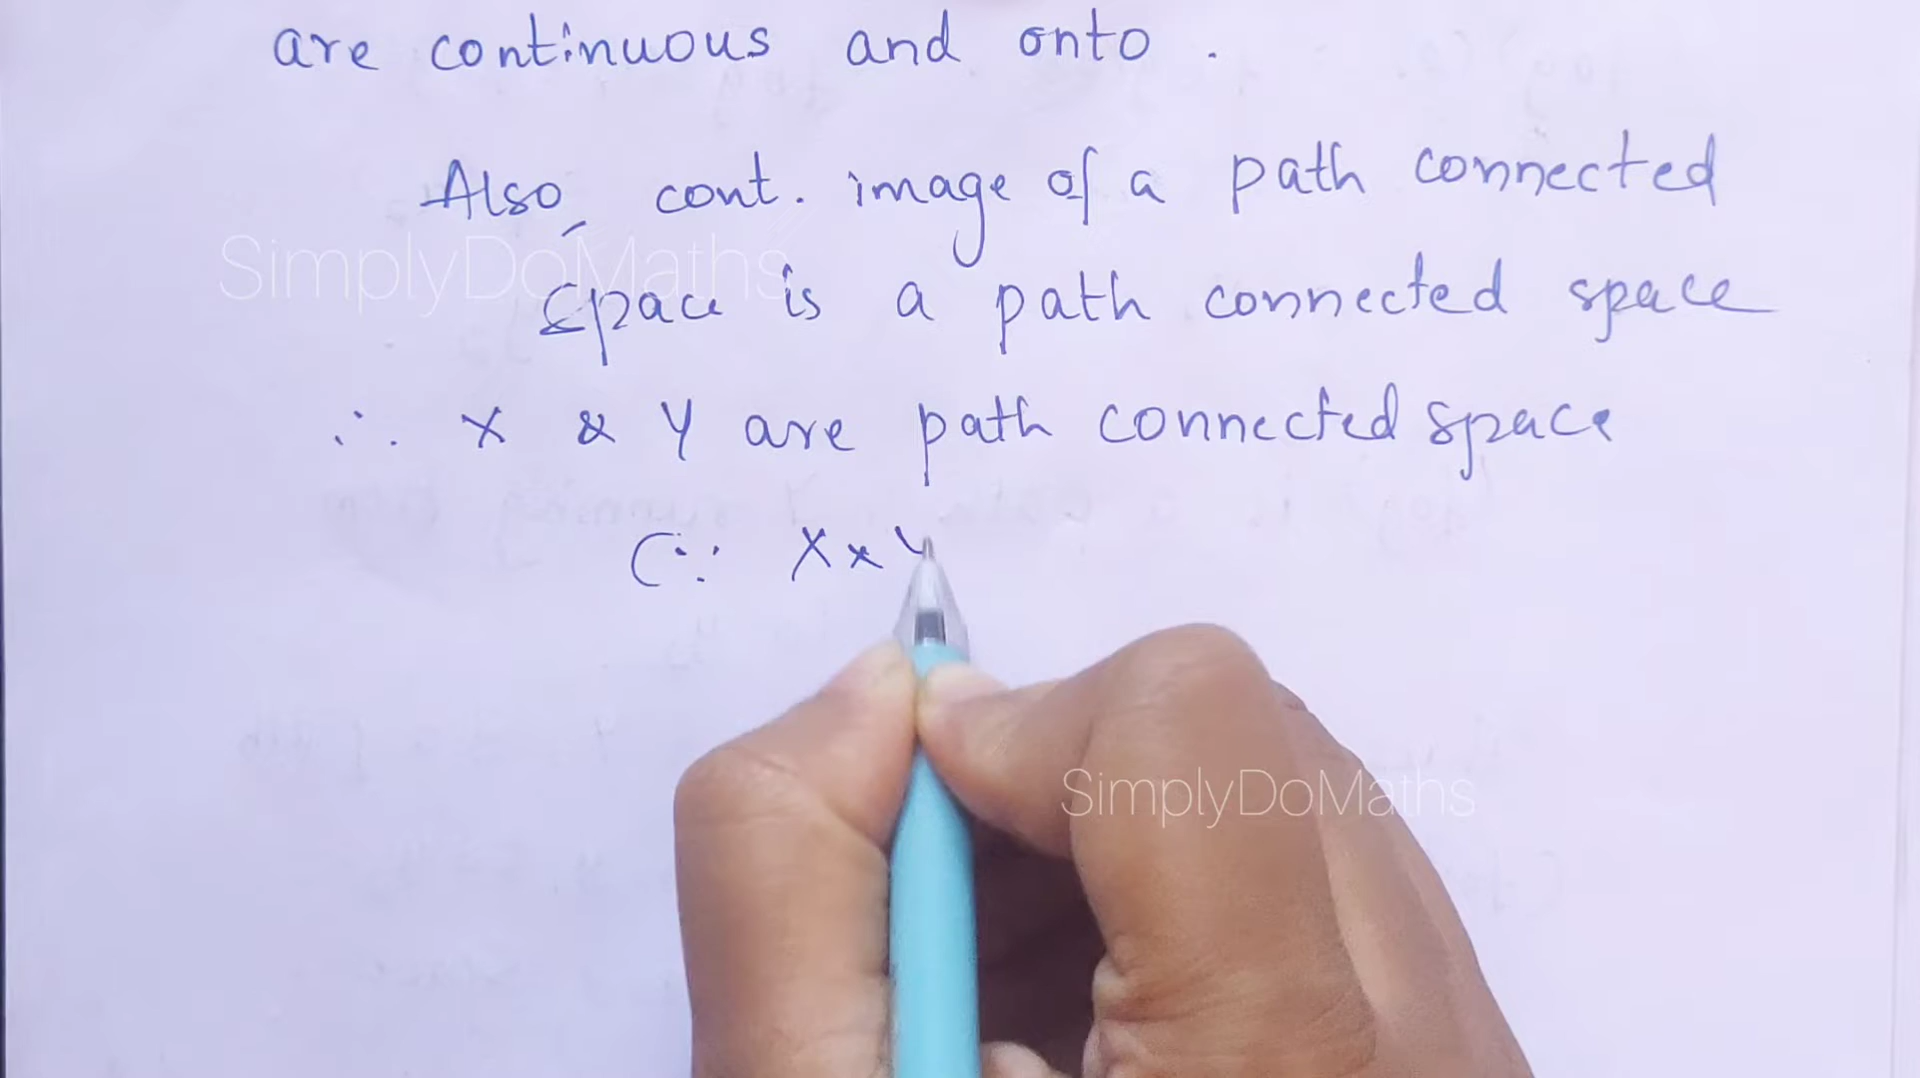 are continuous and onto .
Also, cont. image of a path connected
SimplyDoMaths
space is a path connected space
∴ X & Y are path connected space
(∵ X x Y
SimplyDoMaths